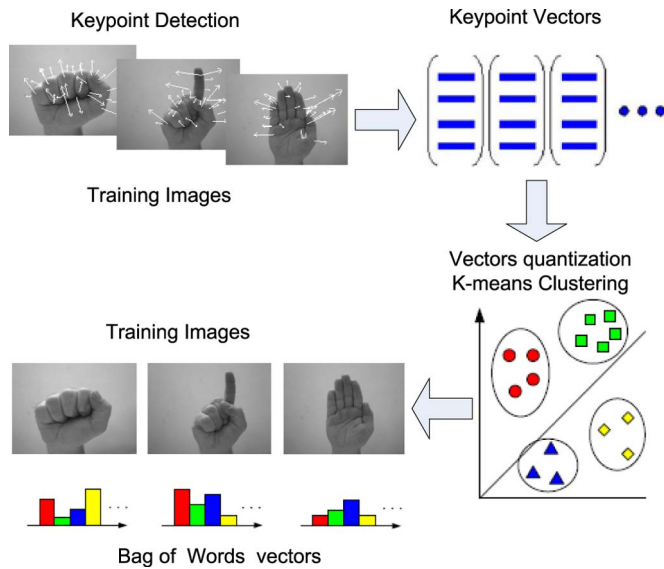 Keypoint Detection
Keypoint Vectors
Training Images
Vectors quantization
K-means Clustering
Training Images
Bag of Words vectors